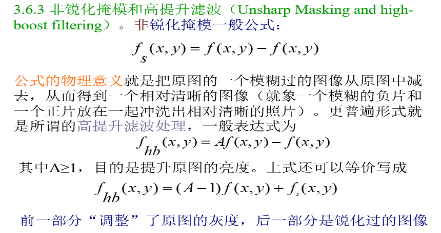 3.6.3 非锐化掩模和高提升滤波（Unsharp Masking and high-
boost filtering）。非锐化掩模一般公式：
f_s(x,y) = f(x,y) − f(x,y)
公式的物理意义就是把原图的一个模糊过的图像从原图中减
去，从而得到一个相对清晰的图像（就象一个模糊的负片和
一个正片放在一起冲洗出相对清晰的照片）。更普遍形式就
是所谓的高提升滤波处理，一般表达式为
f_hb(x,y) = Af(x,y) − f(x,y)
其中A≥1，目的是提升原图的亮度。上式还可以等价写成
f_hb(x,y) = (A−1)f(x,y) + f_s(x,y)
前一部分“调整”了原图的灰度，后一部分是锐化过的图像